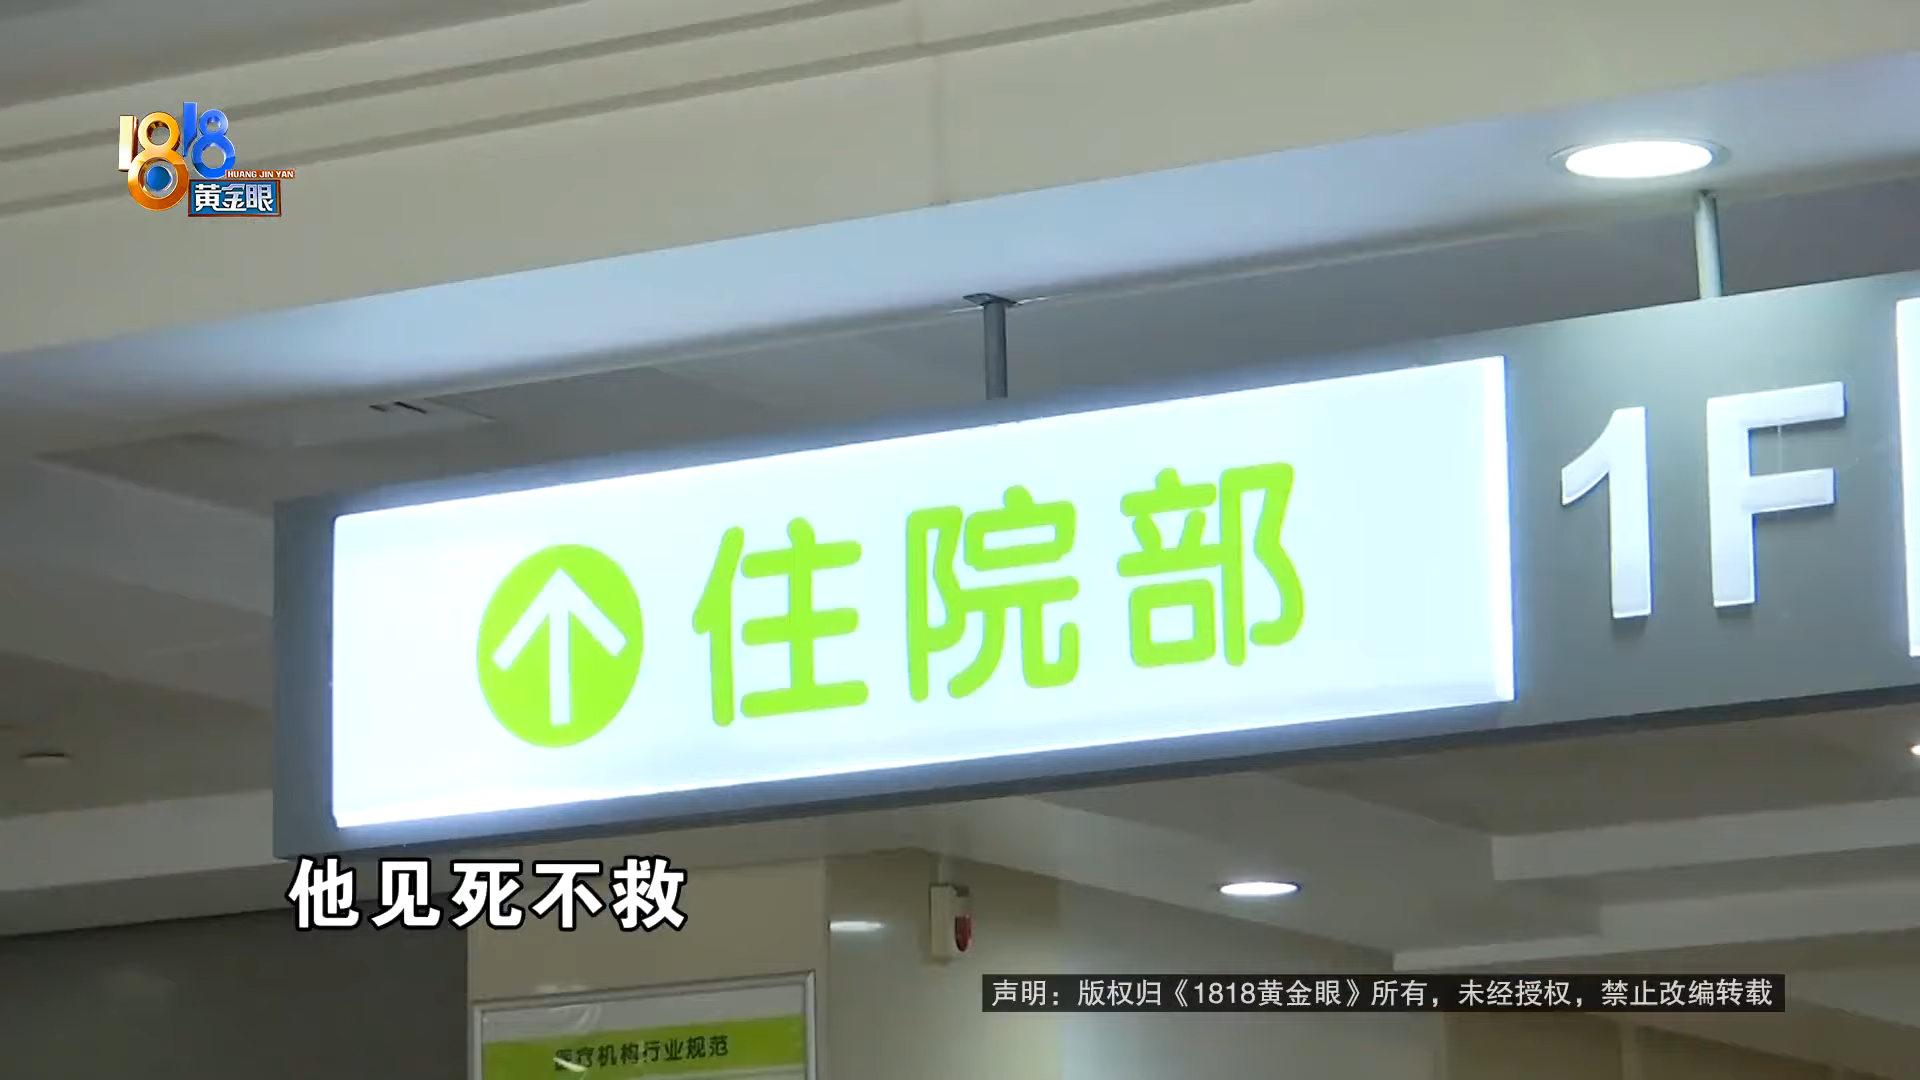 1818
HUANG JIN YAN
黄金眼
住院部
1F
他见死不救
声明：版权归《1818黄金眼》所有，未经授权，禁止改编转载
医疗机构行业规范